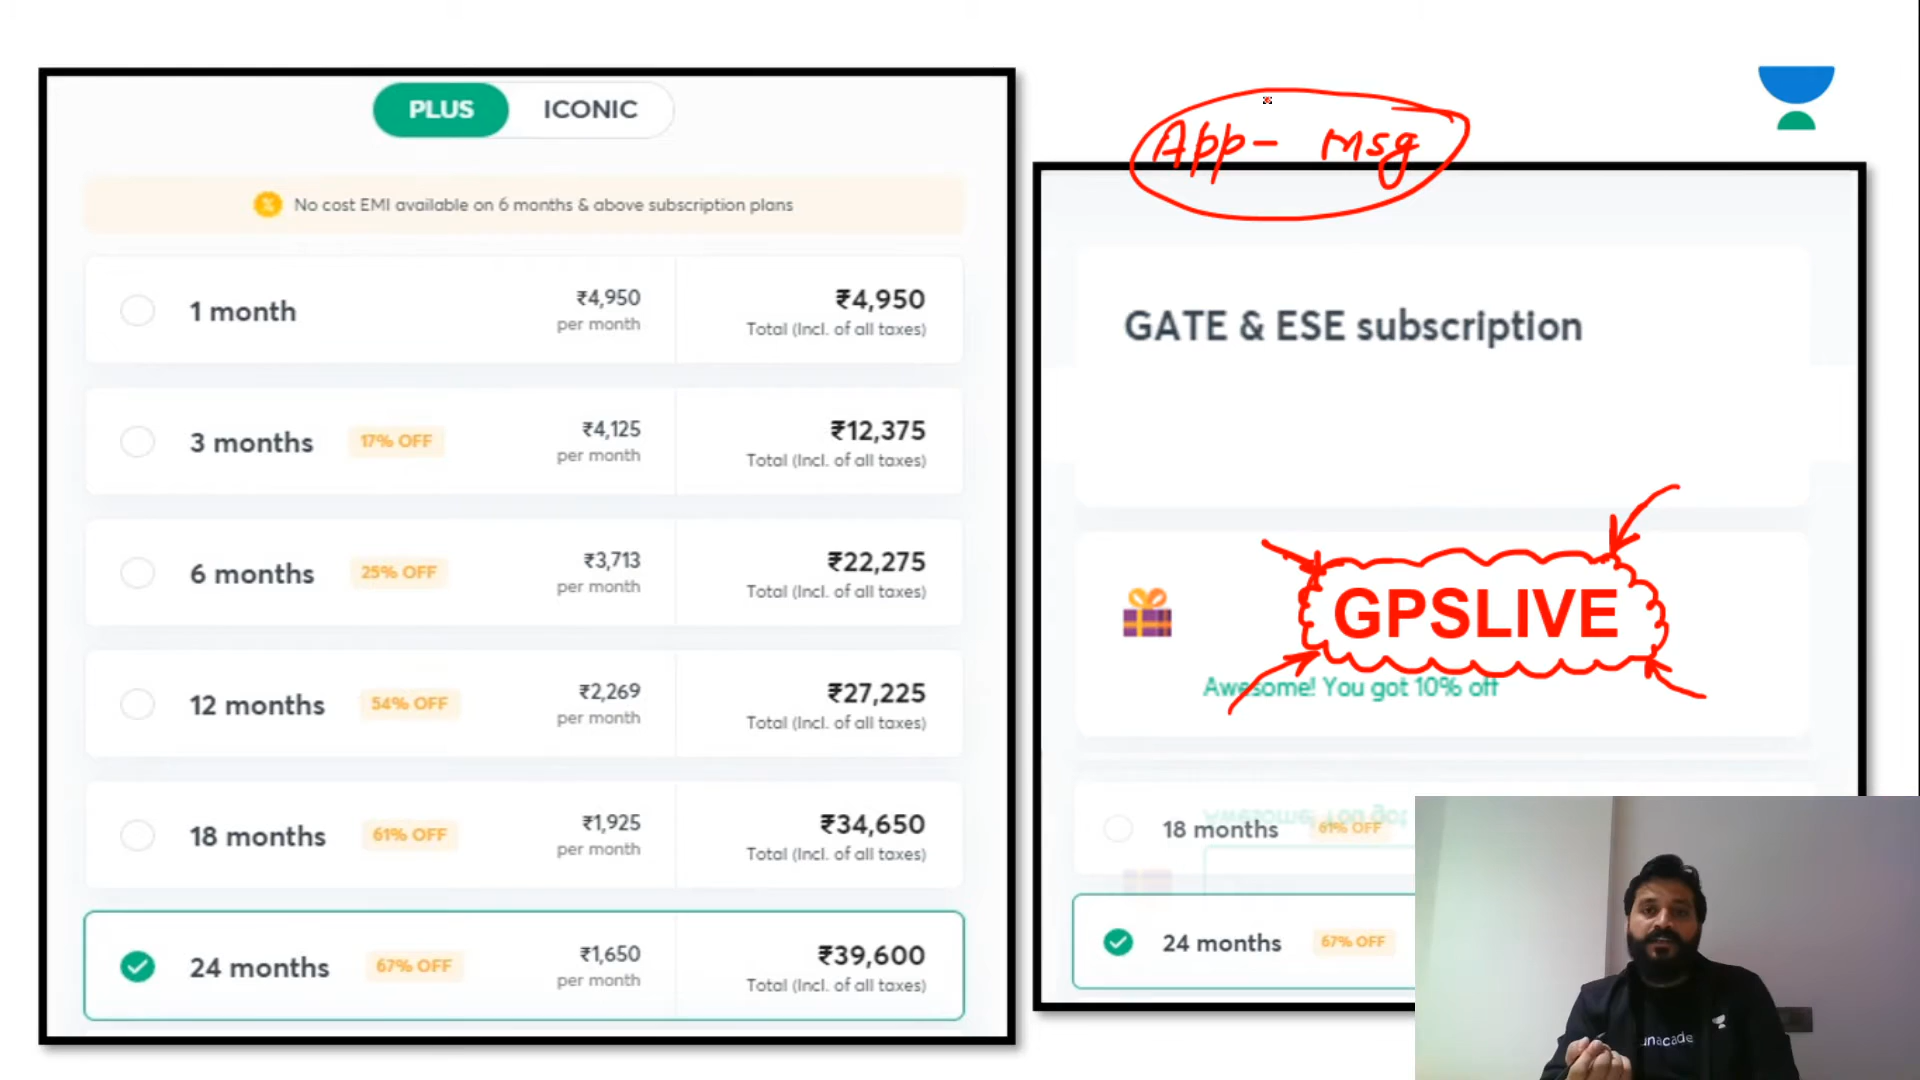 PLUS ICONIC
No cost EMI available on 6 months & above subscription plans
1 month ₹4,950 per month ₹4,950 Total (Incl. of all taxes)
3 months 17% OFF ₹4,125 per month ₹12,375 Total (Incl. of all taxes)
6 months 25% OFF ₹3,713 per month ₹22,275 Total (Incl. of all taxes)
12 months 54% OFF ₹2,269 per month ₹27,225 Total (Incl. of all taxes)
18 months 61% OFF ₹1,925 per month ₹34,650 Total (Incl. of all taxes)
24 months 67% OFF ₹1,650 per month ₹39,600 Total (Incl. of all taxes)
App- Msg
GATE & ESE subscription
GPSLIVE
Awesome! You got 10% off
Awesome! You got
18 months 61% OFF
24 months 67% OFF
unacade